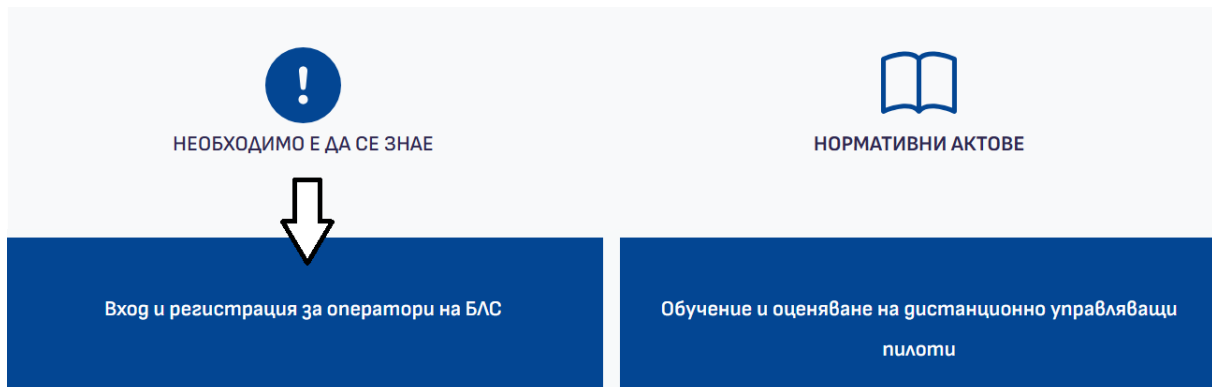 НЕОБХОДИМО Е ДА СЕ ЗНАЕ
НОРМАТИВНИ АКТОВЕ
Вход и регистрация за оператори на БЛС
Обучение и оценяване на дистанционно управляващи
пилоти